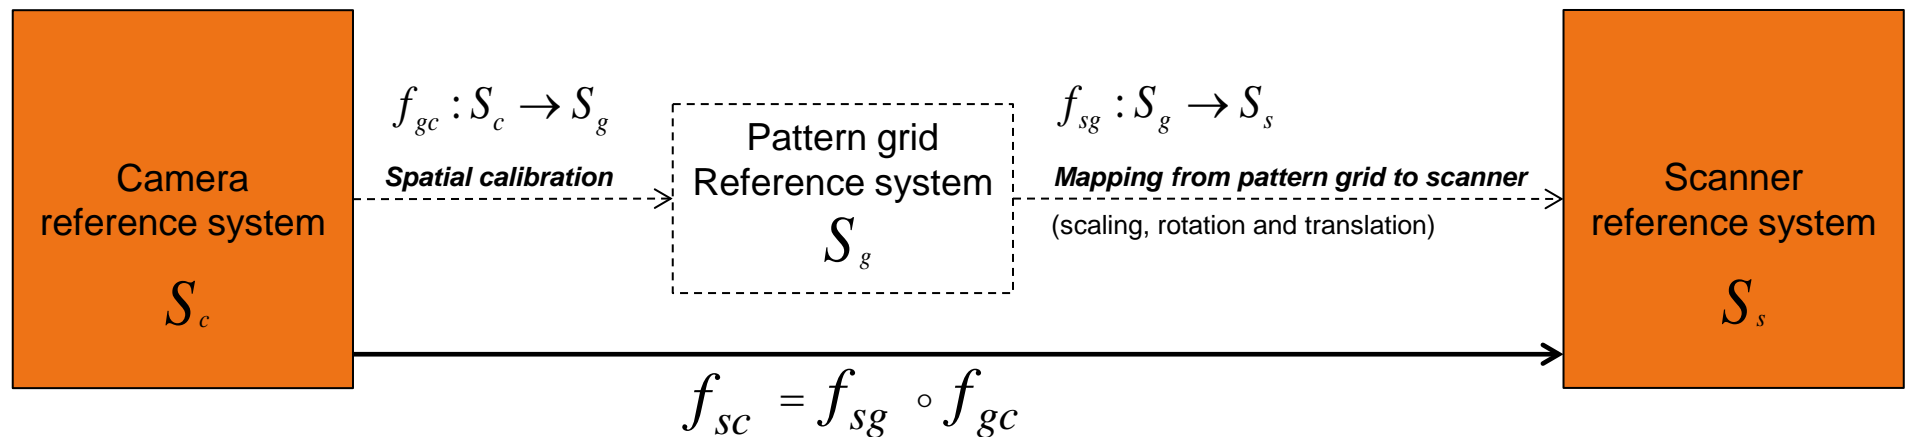 Camera
reference system
S_c
f_gc : S_c → S_g
Spatial calibration
Pattern grid
Reference system
S_g
f_sg : S_g → S_s
Mapping from pattern grid to scanner
(scaling, rotation and translation)
Scanner
reference system
S_s
f_sc = f_sg ∘ f_gc